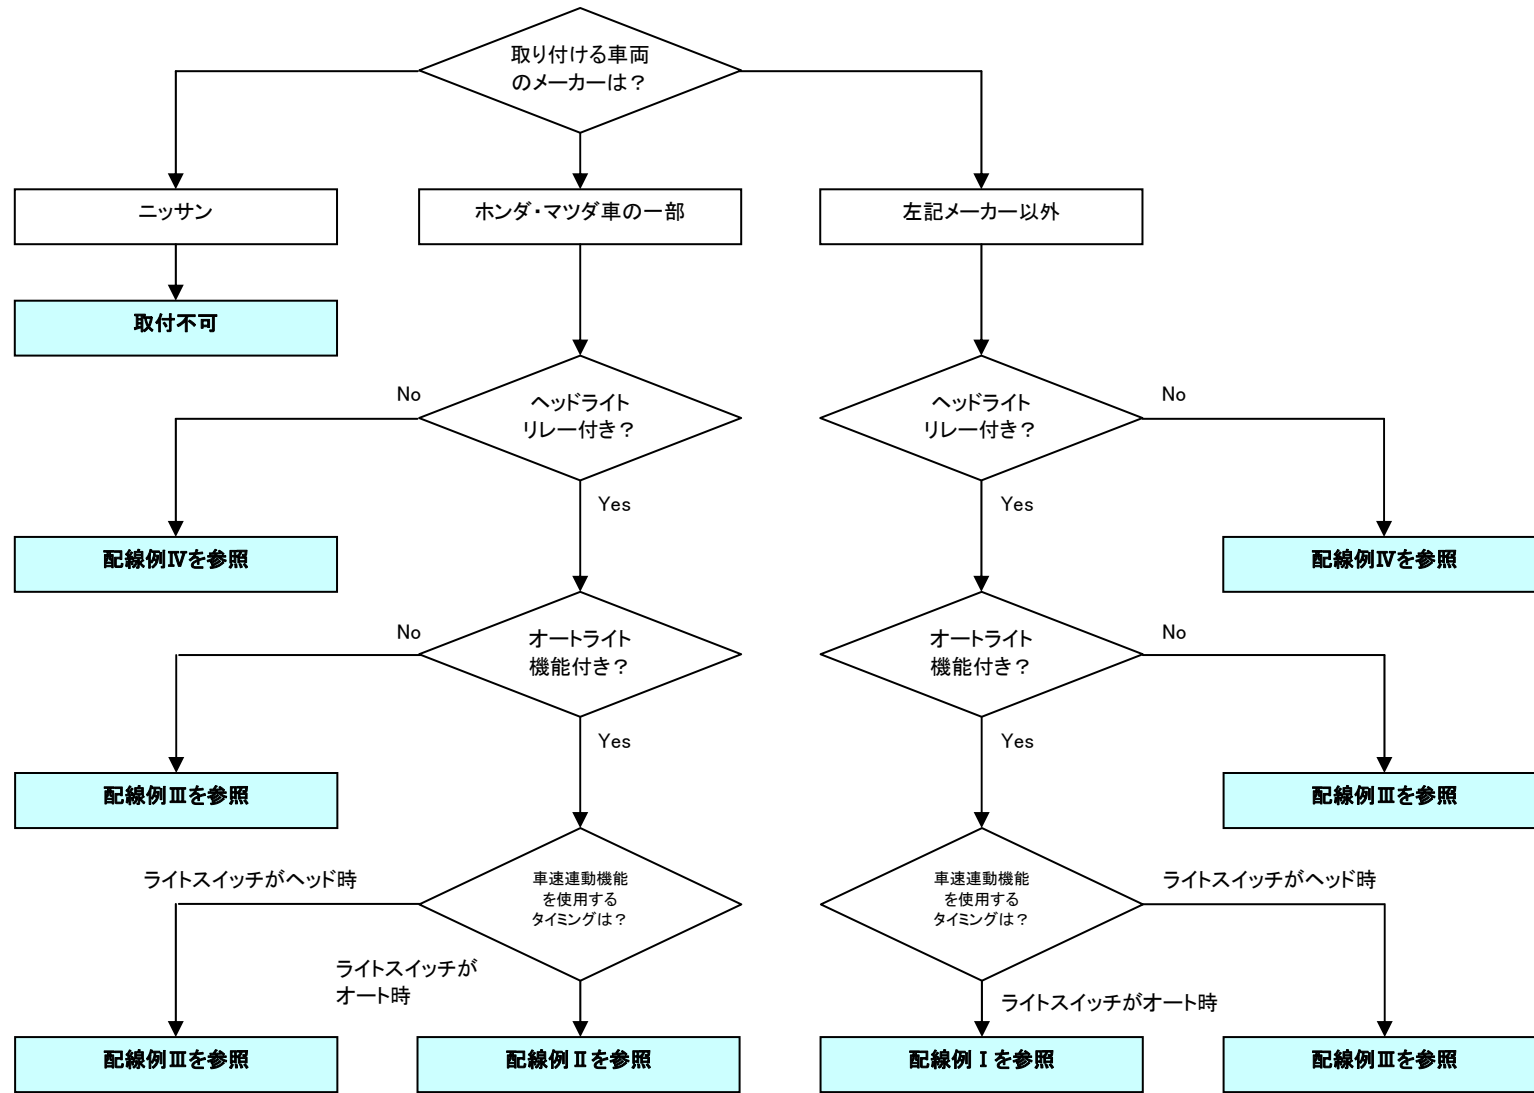 取り付ける車両
のメーカーは？
ニッサン
ホンダ・マツダ車の一部
左記メーカー以外
取付不可
No
ヘッドライト
リレー付き？
ヘッドライト
リレー付き？
No
Yes
Yes
配線例Ⅳを参照
配線例Ⅳを参照
No
オートライト
機能付き？
オートライト
機能付き？
No
Yes
Yes
配線例Ⅲを参照
配線例Ⅲを参照
ライトスイッチがヘッド時
車速連動機能
を使用する
タイミングは？
車速連動機能
を使用する
タイミングは？
ライトスイッチがヘッド時
ライトスイッチが
オート時
ライトスイッチがオート時
配線例Ⅲを参照
配線例Ⅱを参照
配線例Ⅰを参照
配線例Ⅲを参照